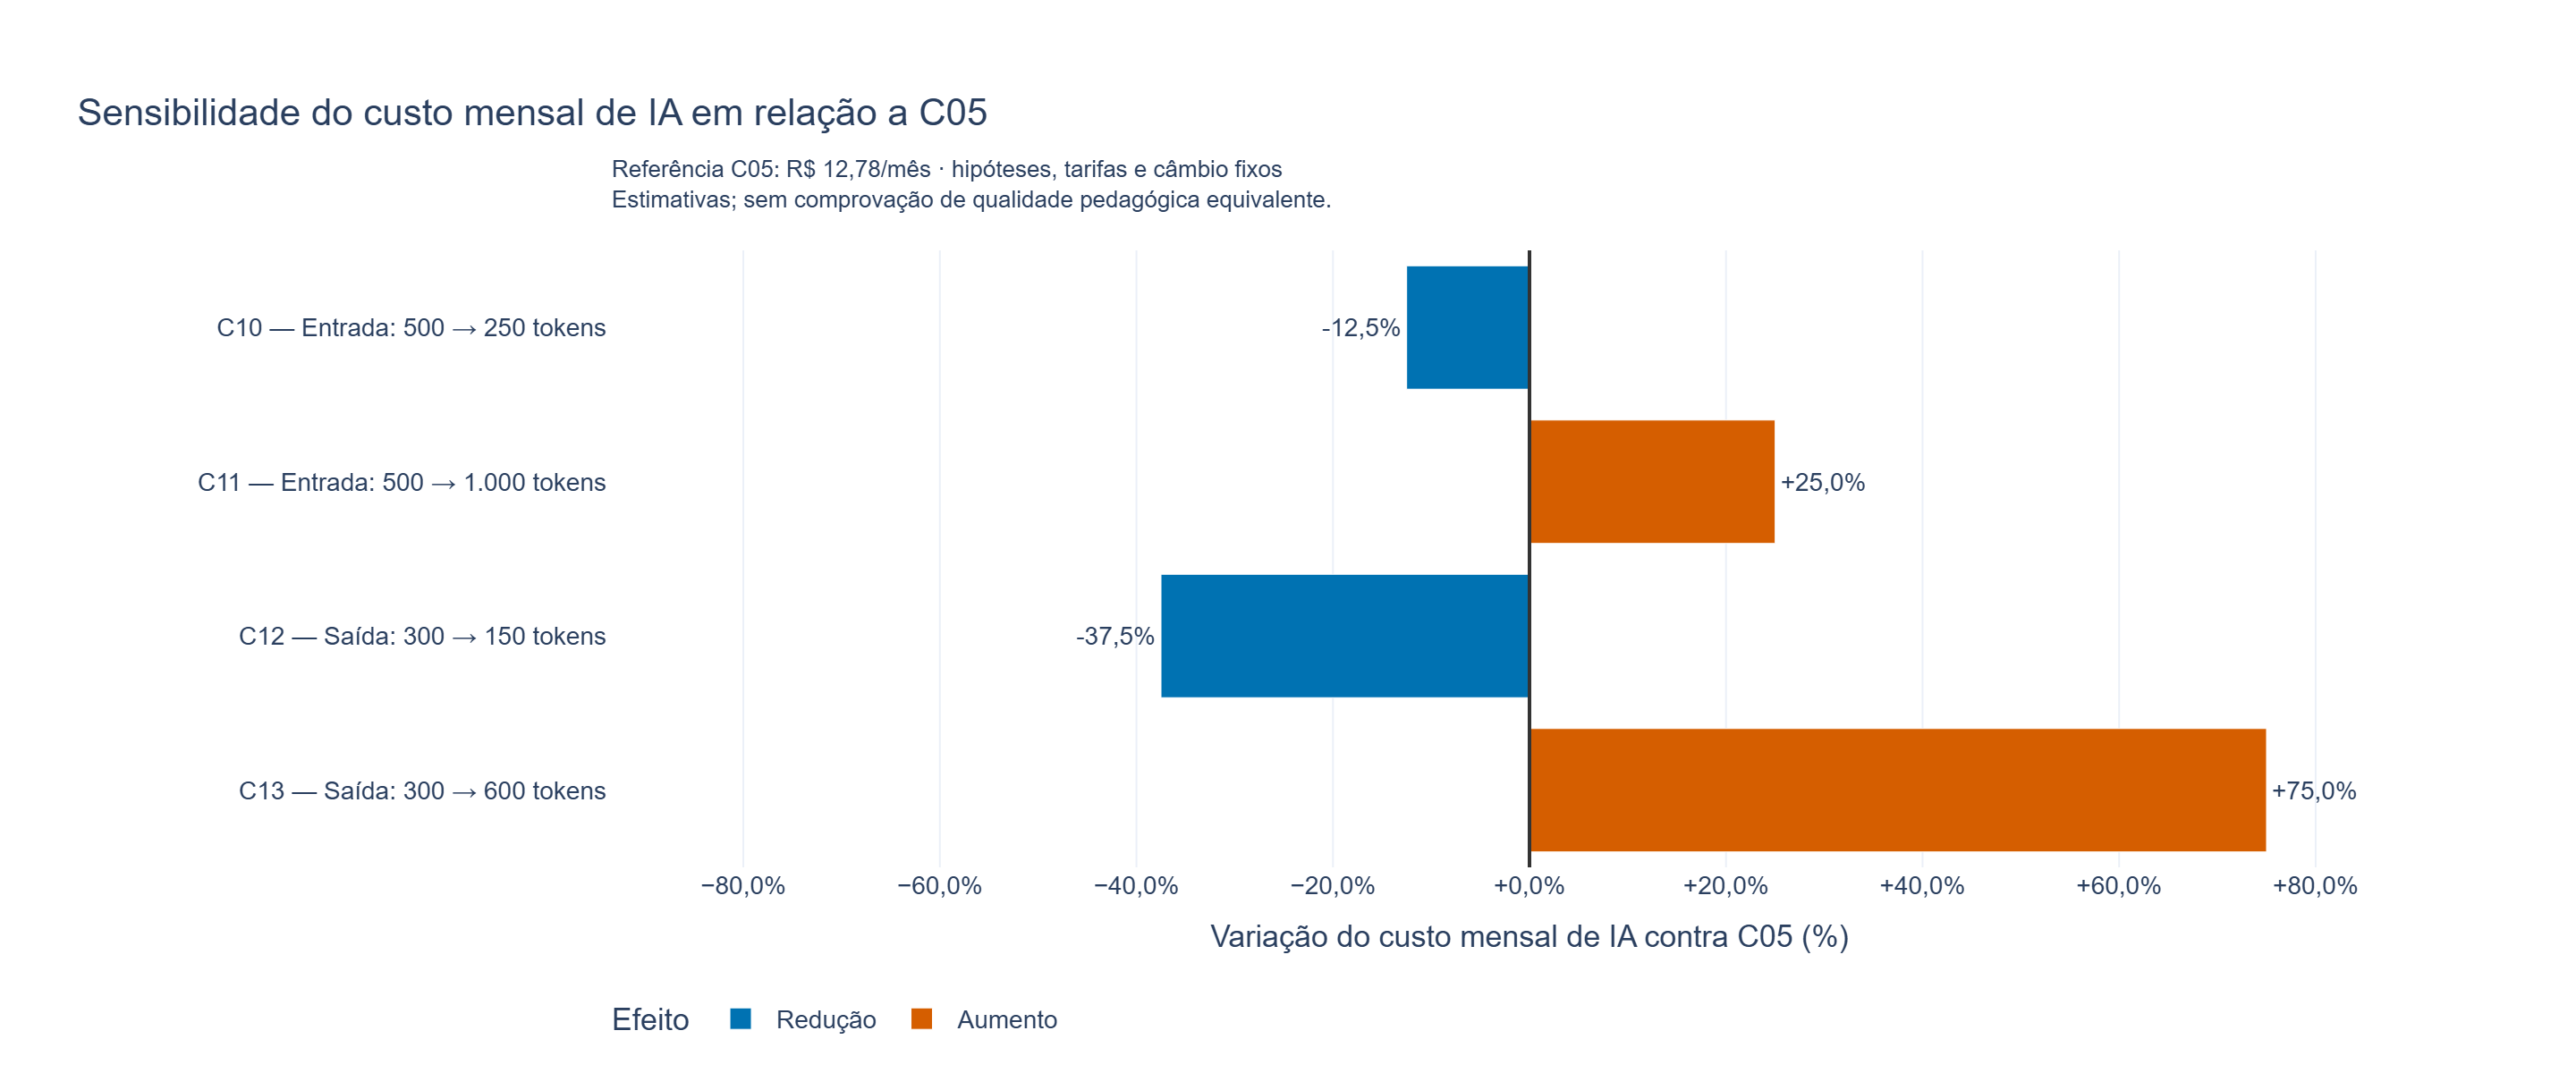 Sensibilidade do custo mensal de IA em relação a C05
Referência C05: R$ 12,78/mês · hipóteses, tarifas e câmbio fixos
Estimativas; sem comprovação de qualidade pedagógica equivalente.
C10 — Entrada: 500 → 250 tokens
-12,5%
C11 — Entrada: 500 → 1.000 tokens
+25,0%
C12 — Saída: 300 → 150 tokens
-37,5%
C13 — Saída: 300 → 600 tokens
+75,0%
−80,0% −60,0% −40,0% −20,0% +0,0% +20,0% +40,0% +60,0% +80,0%
Variação do custo mensal de IA contra C05 (%)
Efeito Redução Aumento